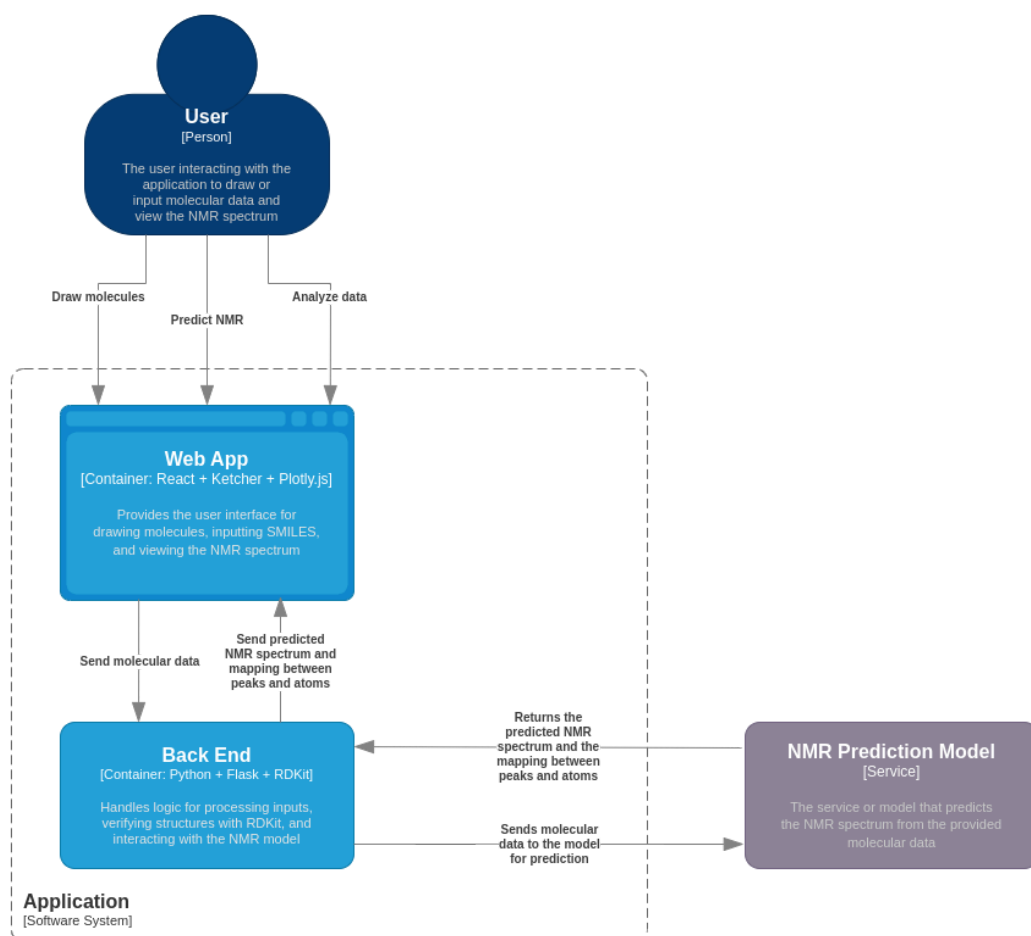 User
[Person]
The user interacting with the
application to draw or
input molecular data and
view the NMR spectrum
Draw molecules
Predict NMR
Analyze data
Web App
[Container: React + Ketcher + Plotly.js]
Provides the user interface for
drawing molecules, inputting SMILES,
and viewing the NMR spectrum
Send molecular data
Send predicted
NMR spectrum and
mapping between
peaks and atoms
Back End
[Container: Python + Flask + RDKit]
Handles logic for processing inputs,
verifying structures with RDKit, and
interacting with the NMR model
Returns the
predicted NMR
spectrum and the
mapping between
peaks and atoms
Sends molecular
data to the model
for prediction
NMR Prediction Model
[Service]
The service or model that predicts
the NMR spectrum from the provided
molecular data
Application
[Software System]